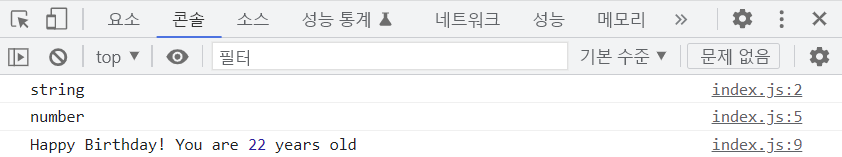 요소 콘솔 소스 성능 통계 네트워크 성능 메모리 »
top ▼ 필터 기본 수준 ▼ 문제 없음
string index.js:2
number index.js:5
Happy Birthday! You are 22 years old index.js:9